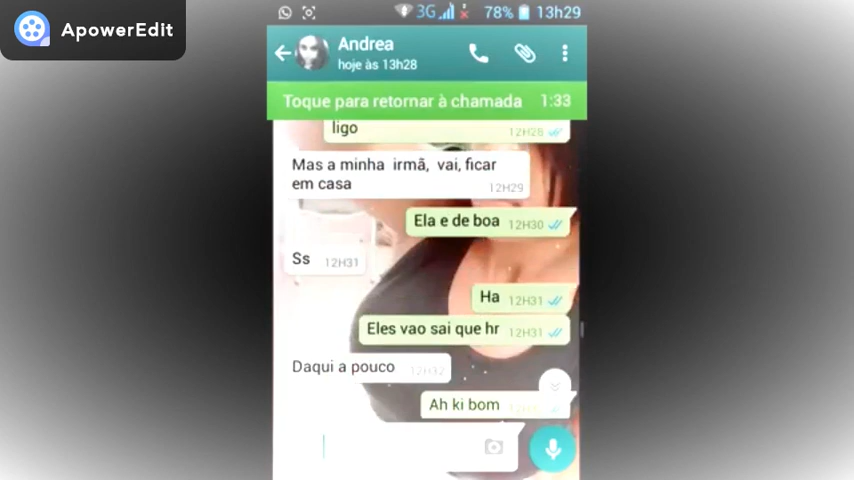 ApowerEdit
3G 78% 13h29
Andrea
hoje às 13h28
Toque para retornar à chamada 1:33
ligo 12H28
Mas a minha irmã, vai, ficar
em casa 12H29
Ela e de boa 12H30
Ss 12H31
Ha 12H31
Eles vao sai que hr 12H31
Daqui a pouco 12H32
Ah ki bom